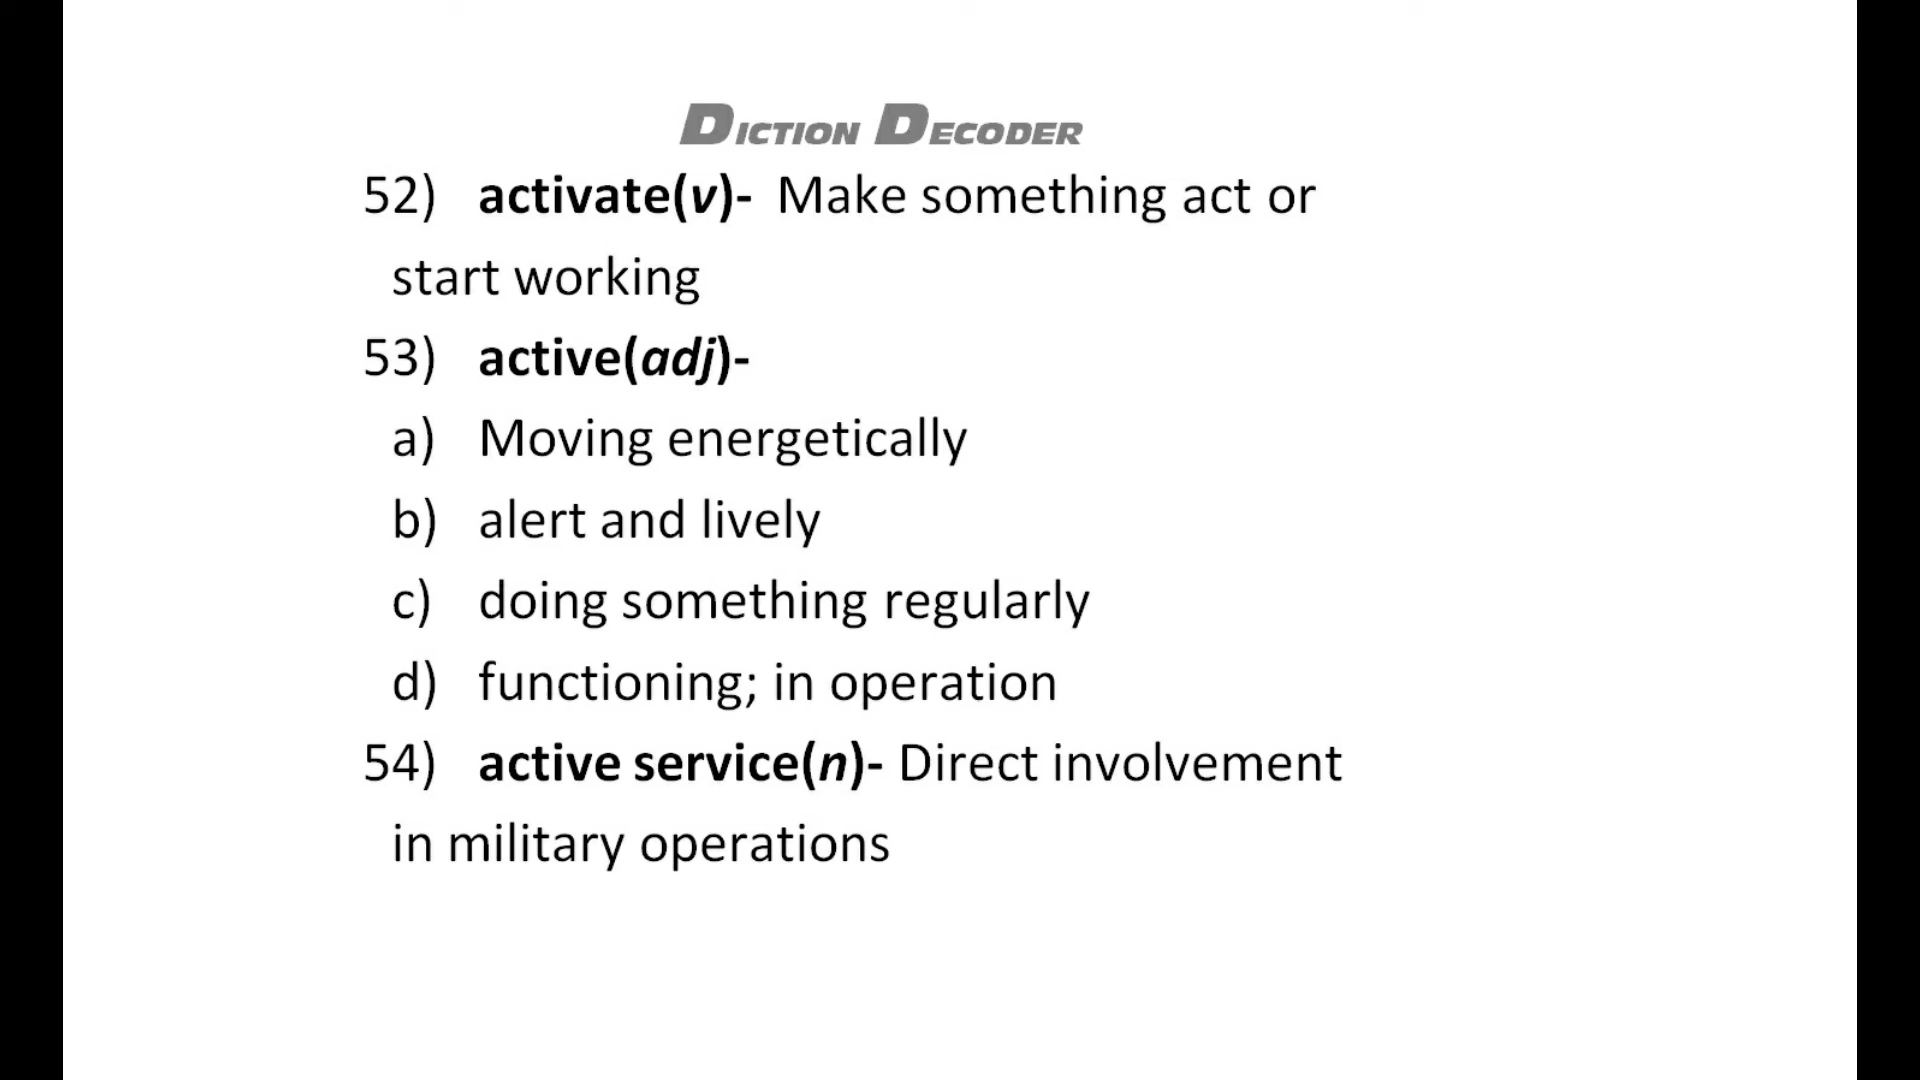 DICTION DECODER
52) activate(v)- Make something act or
start working
53) active(adj)-
a) Moving energetically
b) alert and lively
c) doing something regularly
d) functioning; in operation
54) active service(n)- Direct involvement
in military operations